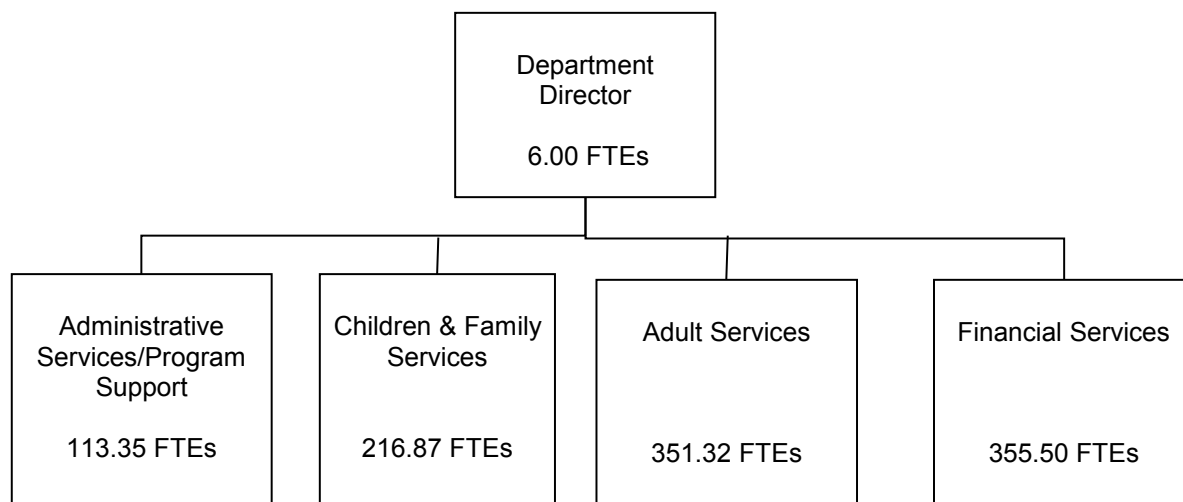 Department
Director
6.00 FTEs
Administrative
Services/Program
Support
113.35 FTEs
Children & Family
Services
216.87 FTEs
Adult Services
351.32 FTEs
Financial Services
355.50 FTEs